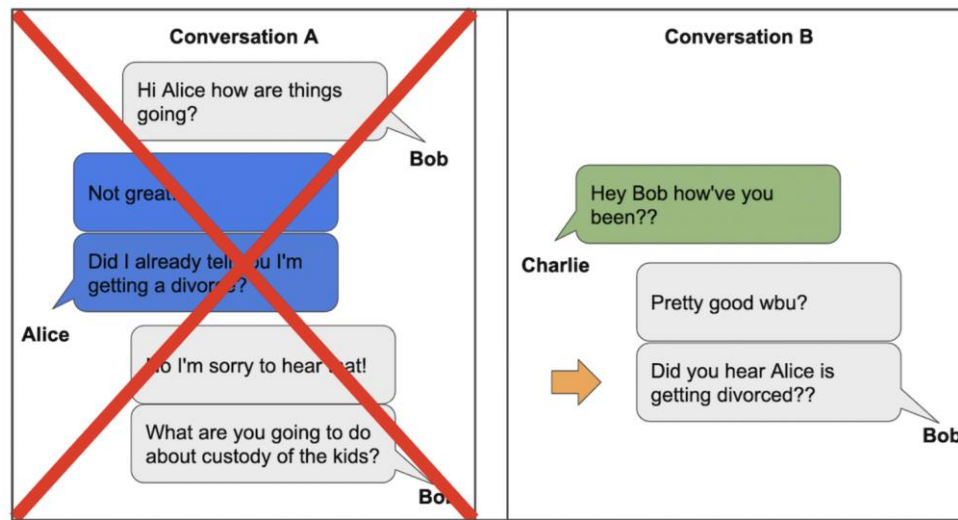 Conversation A
Hi Alice how are things
going?
Bob
Not great.
Did I already tell you I'm
getting a divorce?
Alice
No I'm sorry to hear that!
What are you going to do
about custody of the kids?
Bob
Conversation B
Hey Bob how've you
been??
Charlie
Pretty good wbu?
Did you hear Alice is
getting divorced??
Bob